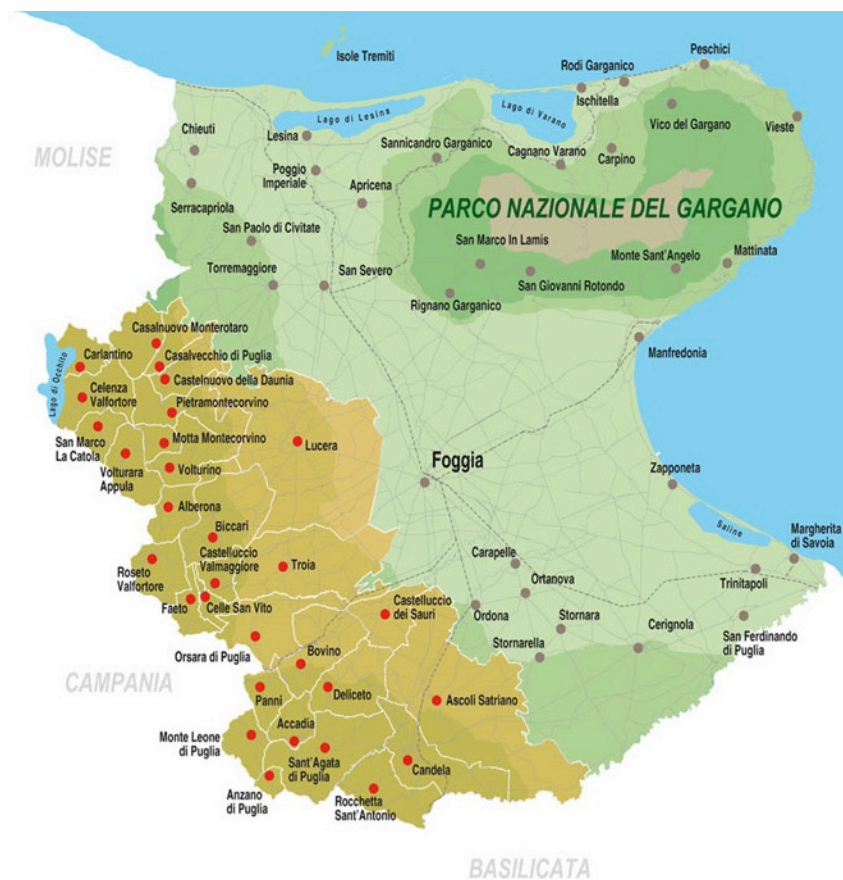 Isole Tremiti
Peschici
Rodi Garganico
Ischitella
Lago di Lesina
Lago di Varano
Vico del Gargano
Vieste
Chieuti
Lesina
Sannicandro Garganico
Cagnano Varano
Carpino
MOLISE
Poggio
Imperiale
Apricena
Serracapriola
PARCO NAZIONALE DEL GARGANO
San Paolo di Civitate
San Marco In Lamis
Monte Sant'Angelo
Mattinata
Torremaggiore
San Severo
San Giovanni Rotondo
Rignano Garganico
Casalnuovo Monterotaro
Manfredonia
Lago di Occhito
Carlantino
Casalvecchio di Puglia
Castelnuovo della Daunia
Celenza
Valfortore
Pietramontecorvino
San Marco
La Catola
Motta Montecorvino
Lucera
Volturara
Appula
Volturino
Foggia
Zapponeta
Alberona
Biccari
Saline
Margherita
di Savoia
Castelluccio
Valmaggiore
Troia
Carapelle
Roseto
Valfortore
Ortanova
Trinitapoli
Faeto
Celle San Vito
Castelluccio
dei Sauri
Ordona
Stornara
Cerignola
San Ferdinando
di Puglia
Orsara di Puglia
Bovino
Stornarella
CAMPANIA
Panni
Deliceto
Ascoli Satriano
Accadia
Monte Leone
di Puglia
Sant'Agata
di Puglia
Candela
Anzano
di Puglia
Rocchetta
Sant'Antonio
BASILICATA